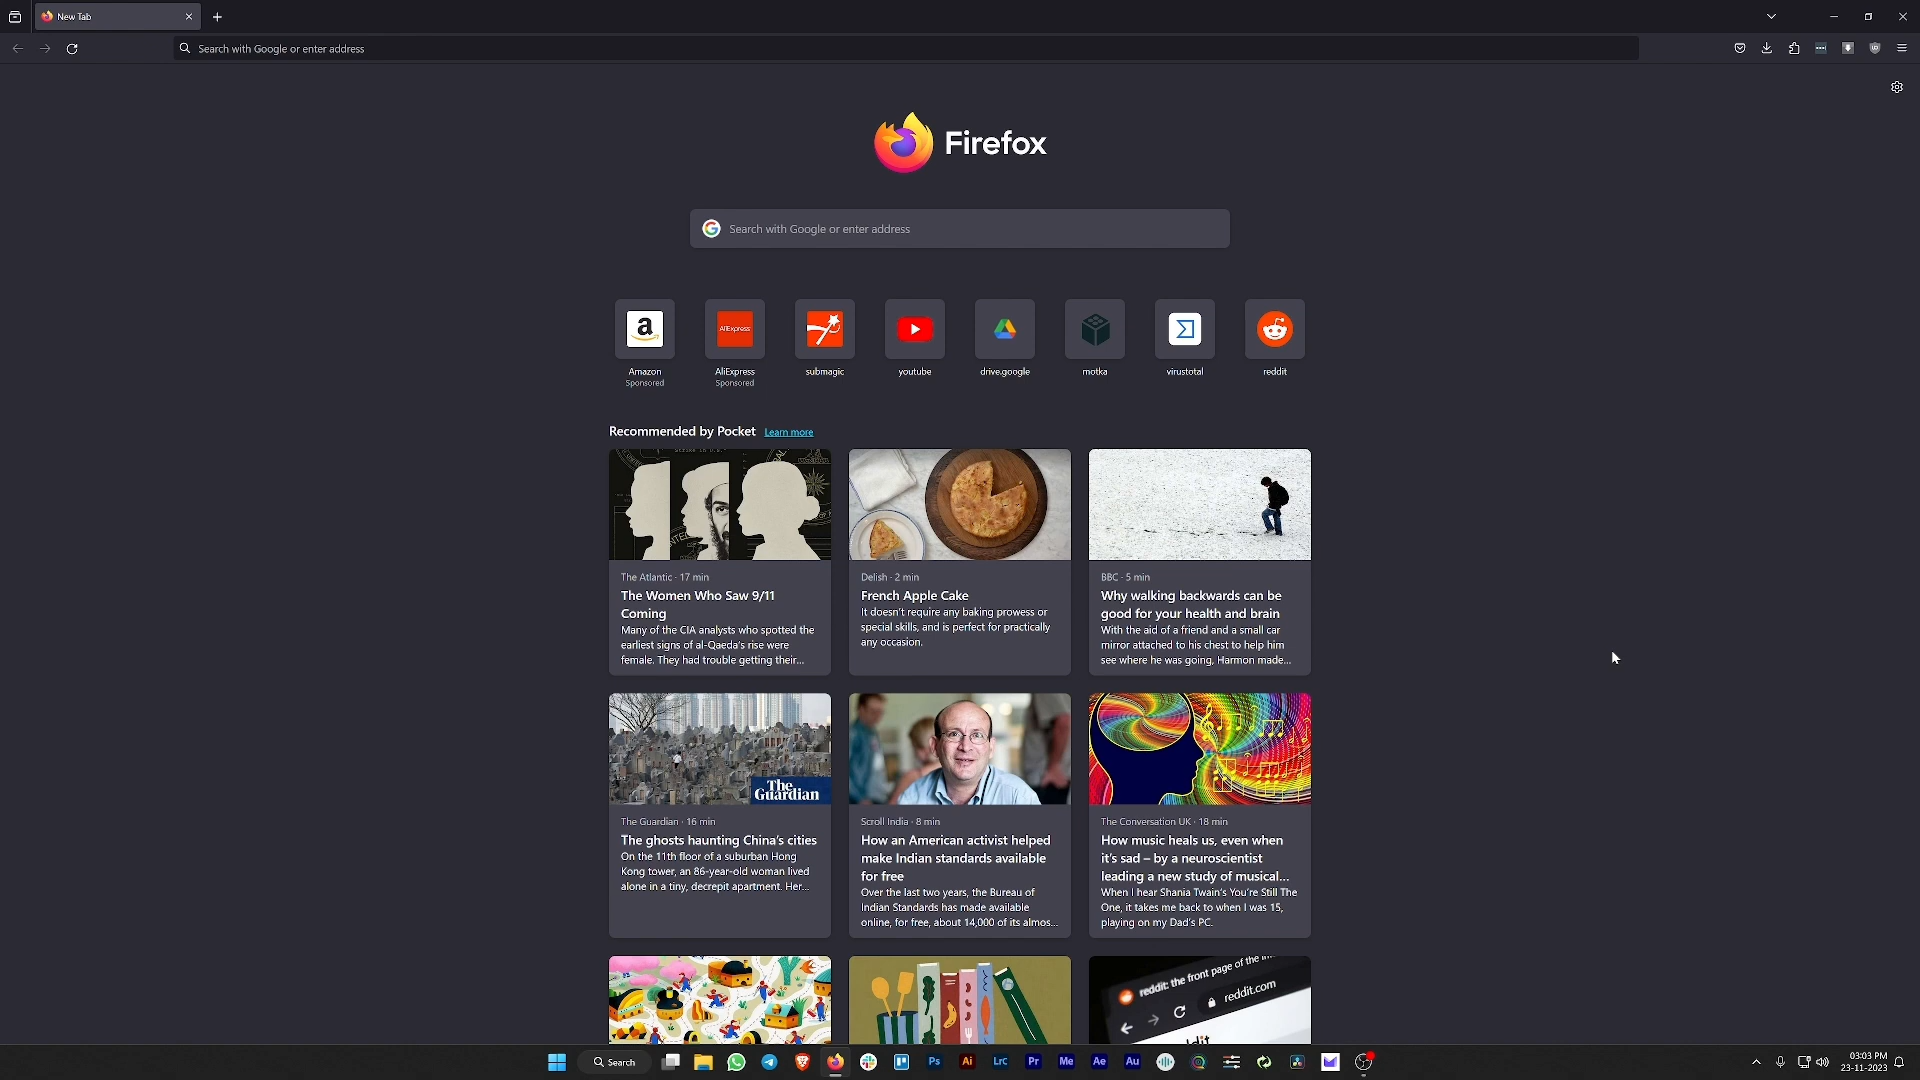 New Tab
Search with Google or enter address
Firefox
Search with Google or enter address
a
AliExpress
Amazon
Sponsored
AliExpress
Sponsored
submagic
youtube
drive.google
motka
virustotal
reddit
Recommended by Pocket Learn more
The Atlantic · 17 min
The Women Who Saw 9/11
Coming
Many of the CIA analysts who spotted the
earliest signs of al-Qaeda's rise were
female. They had trouble getting their...
Delish · 2 min
French Apple Cake
It doesn't require any baking prowess or
special skills, and is perfect for practically
any occasion.
BBC · 5 min
Why walking backwards can be
good for your health and brain
With the aid of a friend and a small car
mirror attached to his chest to help him
see where he was going, Harmon made...
The
Guardian
The Guardian · 16 min
The ghosts haunting China's cities
On the 11th floor of a suburban Hong
Kong tower, an 86-year-old woman lived
alone in a tiny, decrepit apartment. Her...
Scroll India · 8 min
How an American activist helped
make Indian standards available
for free
Over the last two years, the Bureau of
Indian Standards has made available
online, for free, about 14,000 of its almos...
The Conversation UK · 18 min
How music heals us, even when
it's sad – by a neuroscientist
leading a new study of musical...
When I hear Shania Twain's You're Still The
One, it takes me back to when I was 15,
playing on my Dad's PC.
reddit: the front page of the
reddit.com
Search
Ps
Ai
LrC
Pr
Me
Ae
Au
03:03 PM
23-11-2023